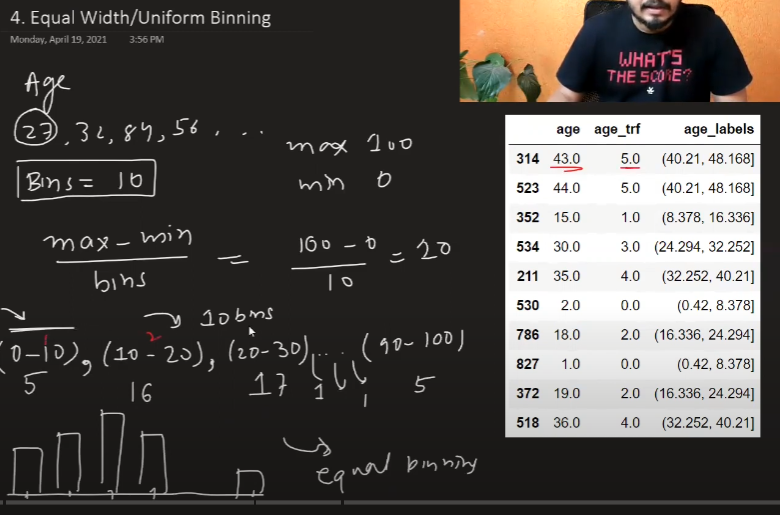 4. Equal Width/Uniform Binning
Monday, April 19, 2021 3:56 PM
WHAT'S
THE SCORE?
Age
27, 32, 84, 56, ...
Bins = 10
max 100
min 0
max - min
bins
=
100 - 0
10
= 20
10 bins
(0-10), (10-20), (20-30) ... (90-100)
2
5 16 17 1 1 5
equal binning
age age_trf age_labels
314 43.0 5.0 (40.21, 48.168]
523 44.0 5.0 (40.21, 48.168]
352 15.0 1.0 (8.378, 16.336]
534 30.0 3.0 (24.294, 32.252]
211 35.0 4.0 (32.252, 40.21]
530 2.0 0.0 (0.42, 8.378]
786 18.0 2.0 (16.336, 24.294]
827 1.0 0.0 (0.42, 8.378]
372 19.0 2.0 (16.336, 24.294]
518 36.0 4.0 (32.252, 40.21]